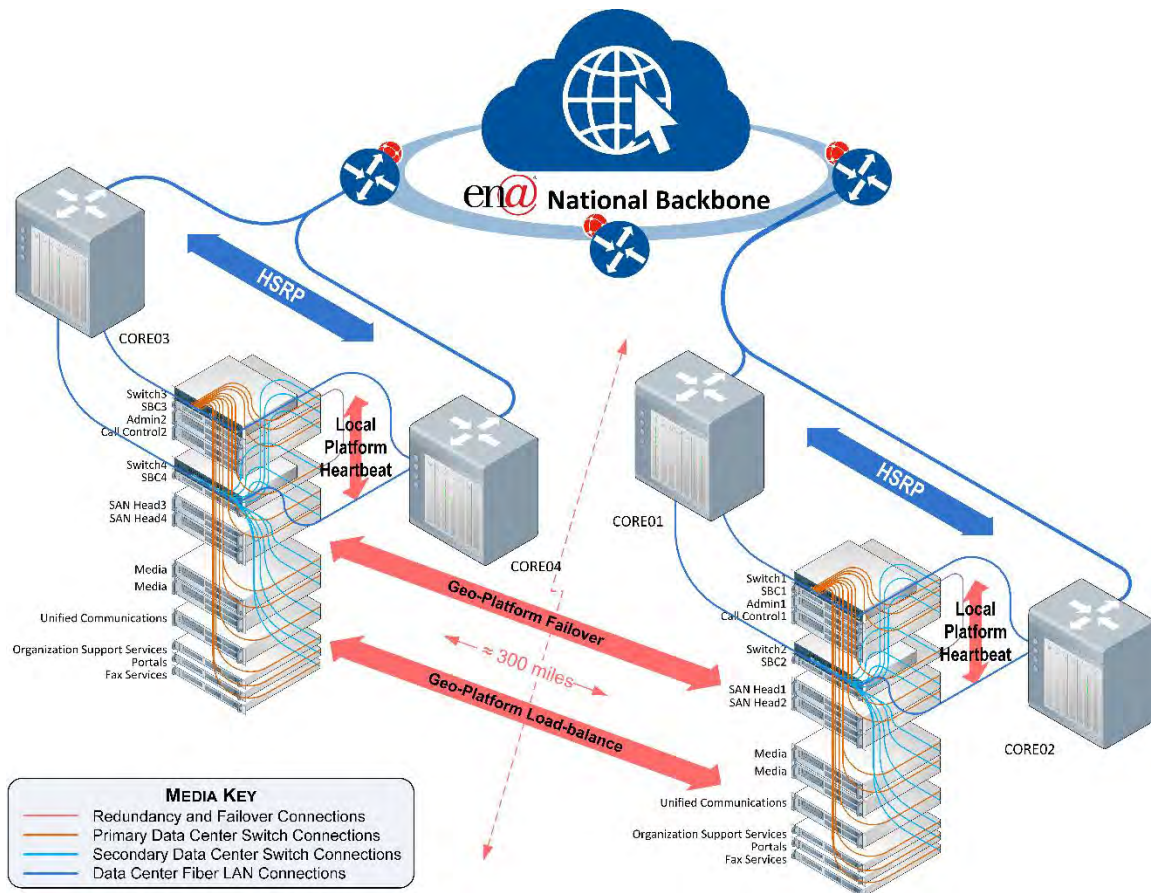 en@ National Backbone
HSRP
CORE03
Switch3
SBC3
Admin2
Call Control2
Switch4
SBC4
SAN Head3
SAN Head4
Media
Media
Unified Communications
Organization Support Services
Portals
Fax Services
Local
Platform
Heartbeat
CORE04
Geo-Platform Failover
≈ 300 miles
Geo-Platform Load-balance
HSRP
CORE01
Switch1
SBC1
Admin1
Call Control1
Switch2
SBC2
SAN Head1
SAN Head2
Media
Media
Unified Communications
Organization Support Services
Portals
Fax Services
Local
Platform
Heartbeat
CORE02
MEDIA KEY
Redundancy and Failover Connections
Primary Data Center Switch Connections
Secondary Data Center Switch Connections
Data Center Fiber LAN Connections